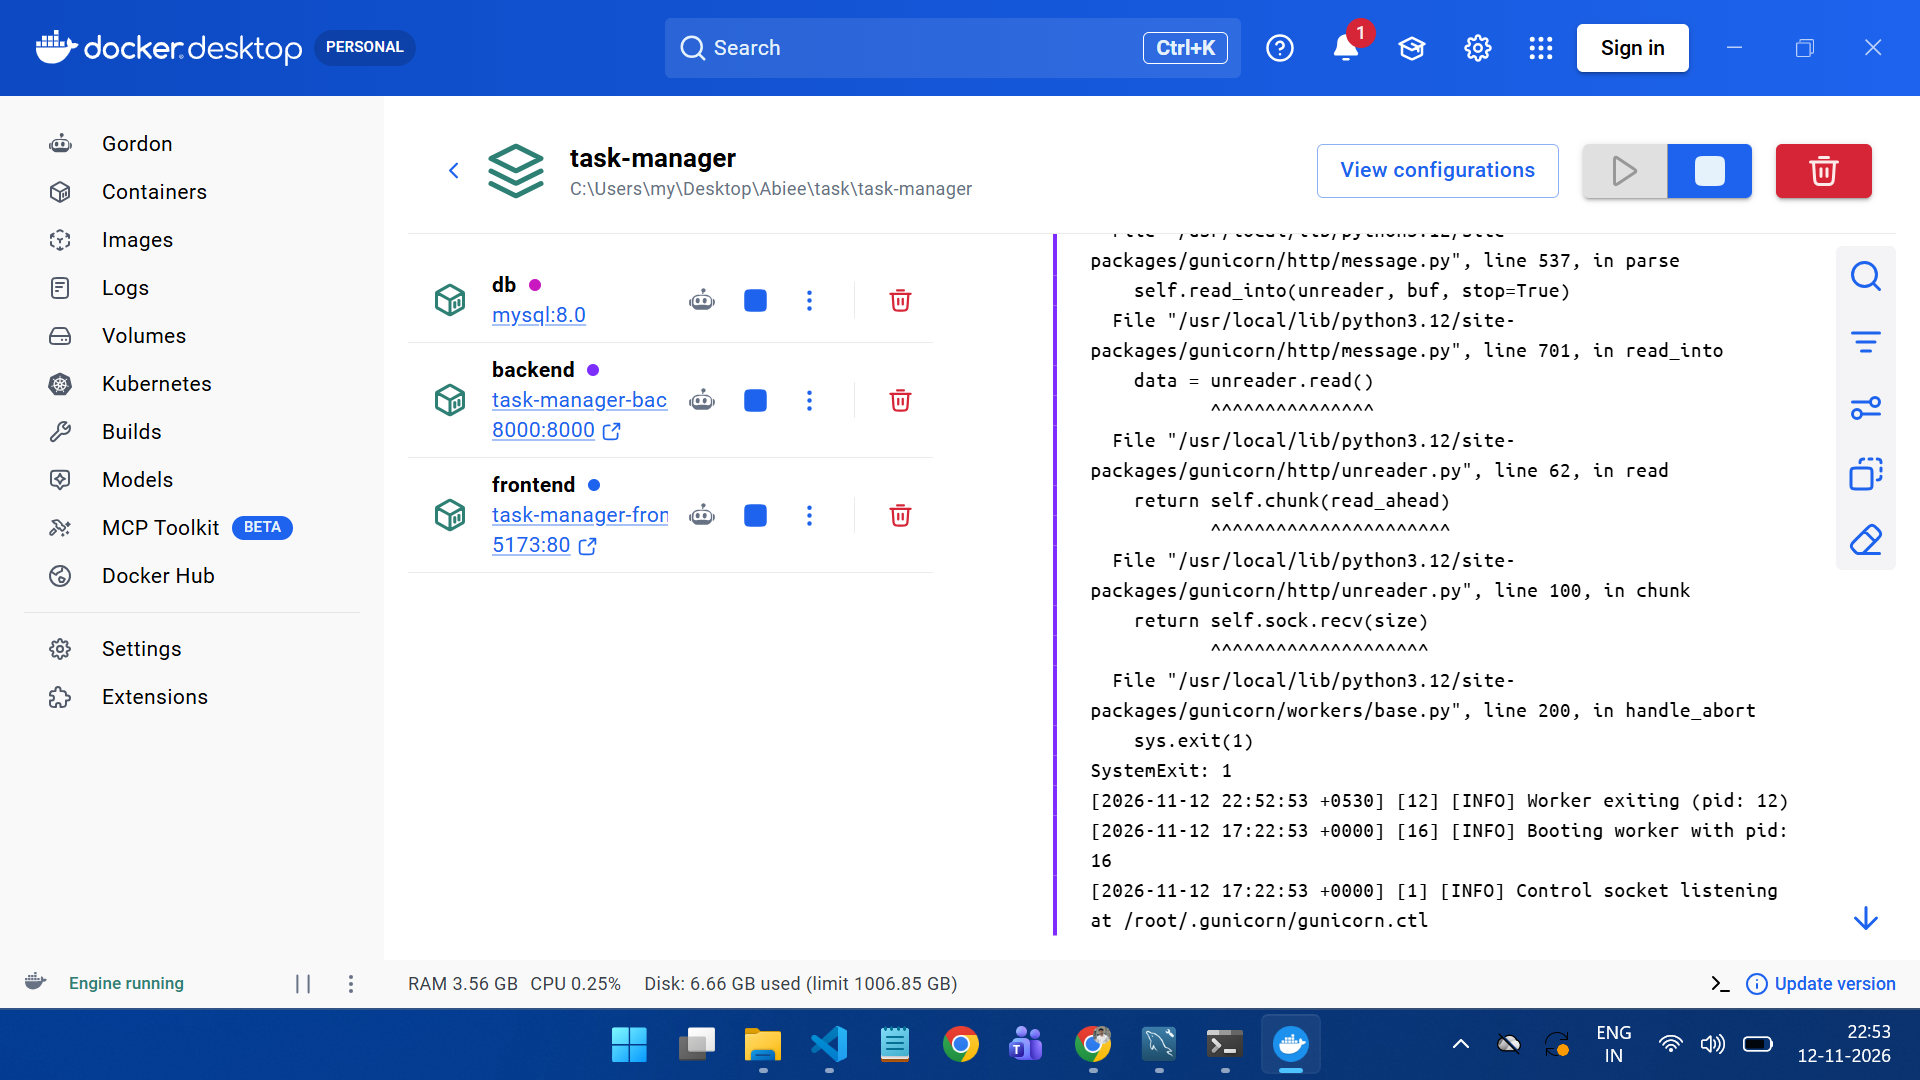 docker desktop PERSONAL
Search
Ctrl+K
1
Sign in
Gordon
Containers
Images
Logs
Volumes
Kubernetes
Builds
Models
MCP Toolkit BETA
Docker Hub
Settings
Extensions
task-manager
C:\Users\my\Desktop\Abiee\task\task-manager
View configurations
db
mysql:8.0
backend
task-manager-bac
8000:8000
frontend
task-manager-fron
5173:80
File "/usr/local/lib/python3.12/site-
packages/gunicorn/http/message.py", line 537, in parse
    self.read_into(unreader, buf, stop=True)
  File "/usr/local/lib/python3.12/site-
packages/gunicorn/http/message.py", line 701, in read_into
    data = unreader.read()
           ^^^^^^^^^^^^^^^
  File "/usr/local/lib/python3.12/site-
packages/gunicorn/http/unreader.py", line 62, in read
    return self.chunk(read_ahead)
           ^^^^^^^^^^^^^^^^^^^^^^
  File "/usr/local/lib/python3.12/site-
packages/gunicorn/http/unreader.py", line 100, in chunk
    return self.sock.recv(size)
           ^^^^^^^^^^^^^^^^^^^^
  File "/usr/local/lib/python3.12/site-
packages/gunicorn/workers/base.py", line 200, in handle_abort
    sys.exit(1)
SystemExit: 1
[2026-11-12 22:52:53 +0530] [12] [INFO] Worker exiting (pid: 12)
[2026-11-12 17:22:53 +0000] [16] [INFO] Booting worker with pid:
16
[2026-11-12 17:22:53 +0000] [1] [INFO] Control socket listening
at /root/.gunicorn/gunicorn.ctl
Engine running
RAM 3.56 GB CPU 0.25% Disk: 6.66 GB used (limit 1006.85 GB)
Update version
ENG
IN
22:53
12-11-2026